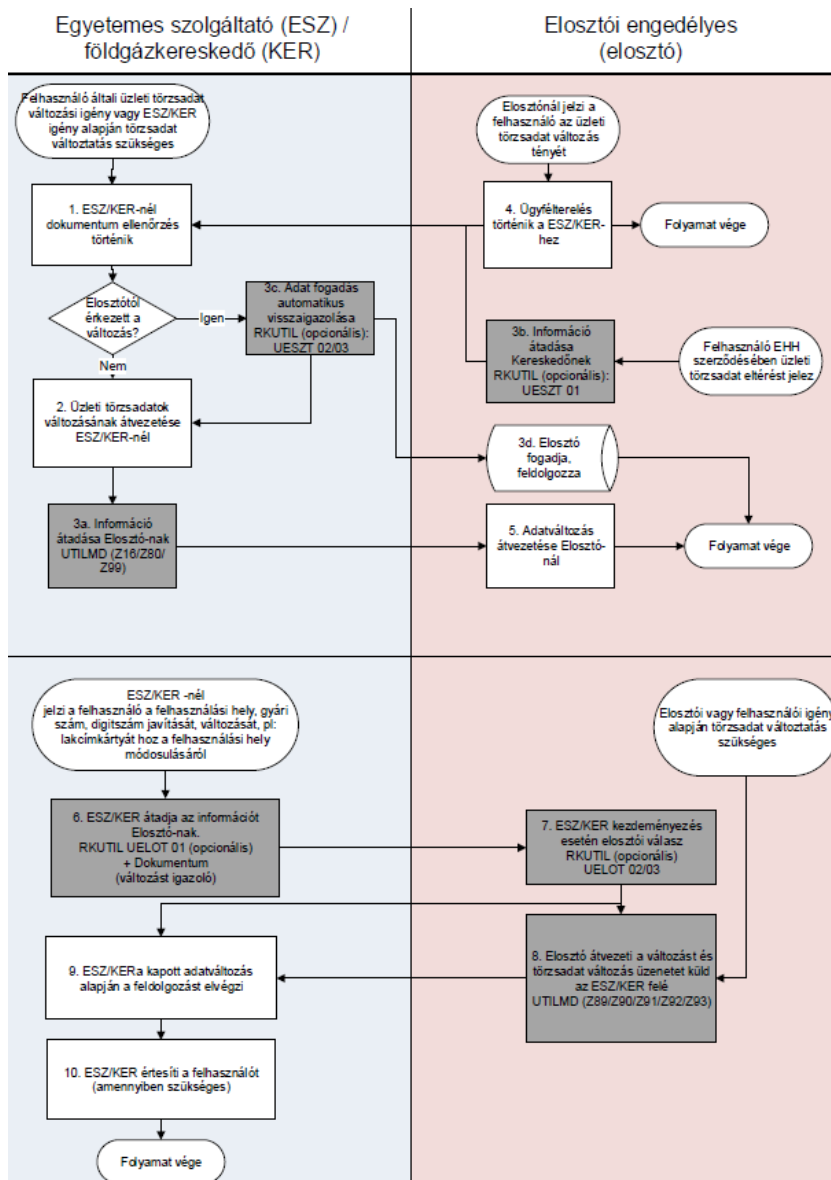 Egyetemes szolgáltató (ESZ) /
földgázkereskedő (KER)
Elosztói engedélyes
(elosztó)
Felhasználó általi üzleti törzsadat
változási igény vagy ESZ/KER
igény alapján törzsadat
változtatás szükséges
Elosztónál jelzi a
felhasználó az üzleti
törzsadat változás
tényét
1. ESZ/KER-nél
dokumentum ellenőrzés
történik
4. Ügyfélterelés
történik a ESZ/KER-
hez
Folyamat vége
Elosztótól
érkezett a
változás?
Igen
Nem
3c. Adat fogadás
automatikus
visszaigazolása
RKUTIL (opcionális):
UESZT 02/03
3b. Információ
átadása
Kereskedőnek
RKUTIL (opcionális):
UESZT 01
Felhasználó EHH
szerződésében üzleti
törzsadat eltérést jelez
2. Üzleti törzsadatok
változásának átvezetése
ESZ/KER-nél
3d. Elosztó
fogadja,
feldolgozza
3a. Információ
átadása Elosztó-nak
UTILMD (Z16/Z80/
Z99)
5. Adatváltozás
átvezetése Elosztó-
nál
Folyamat vége
ESZ/KER -nél
jelzi a felhasználó a felhasználási hely, gyári
szám, digitszám javítását, változását, pl:
lakcímkártyát hoz a felhasználási hely
módosulásáról
Elosztói vagy felhasználói igény
alapján törzsadat változtatás
szükséges
6. ESZ/KER átadja az információt
Elosztó-nak.
RKUTIL UELOT 01 (opcionális)
+ Dokumentum
(változást igazoló)
7. ESZ/KER kezdeményezés
esetén elosztói válasz
RKUTIL (opcionális)
UELOT 02/03
9. ESZ/KERa kapott adatváltozás
alapján a feldolgozást elvégzi
8. Elosztó átvezeti a változást és
törzsadat változás üzenetet küld
az ESZ/KER felé
UTILMD (Z89/Z90/Z91/Z92/Z93)
10. ESZ/KER értesíti a felhasználót
(amennyiben szükséges)
Folyamat vége